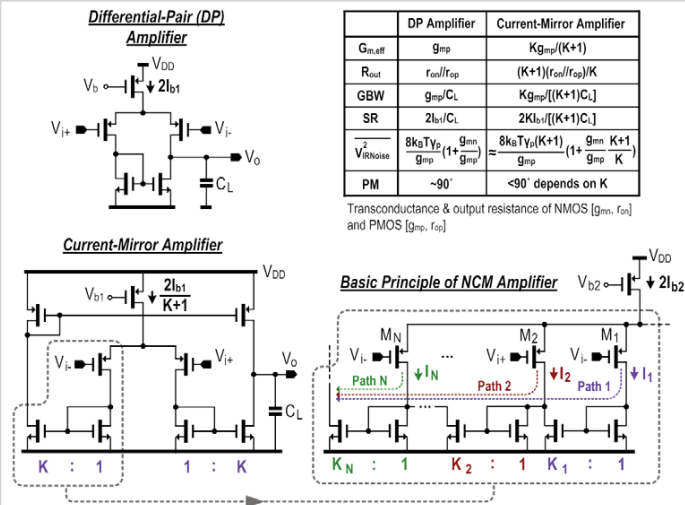 Differential-Pair (DP)
Amplifier
VDD
Vb
2Ib1
Vi+
Vi-
Vo
CL
DP Amplifier
Current-Mirror Amplifier
Gm,eff
gmp
Kgmp/(K+1)
Rout
ron//rop
(K+1)(ron//rop)/K
GBW
gmp/CL
Kgmp/[(K+1)CL]
SR
2Ib1/CL
2KIb1/[(K+1)CL]
V²IRNoise
8kBTγp/gmp (1+gmn/gmp)
≈ 8kBTγp(K+1)/gmp (1+gmn/gmp K+1/K)
PM
~90°
<90° depends on K
Transconductance & output resistance of NMOS [gmn, ron]
and PMOS [gmp, rop]
Current-Mirror Amplifier
VDD
Vb1
2Ib1/K+1
Vi-
Vi+
Vo
CL
K : 1
1 : K
Basic Principle of NCM Amplifier
VDD
Vb2
2Ib2
MN
M2
M1
Vi-
...
Vi+
Vi-
IN
I2
I1
Path N
Path 2
Path 1
...
KN : 1
K2 : 1
K1 : 1